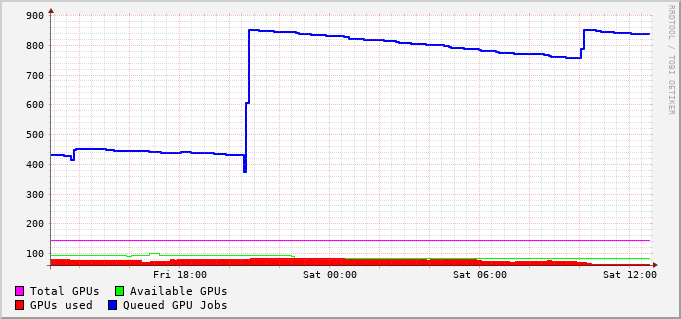 900
800
700
600
500
400
300
200
100
Fri 18:00 Sat 00:00 Sat 06:00 Sat 12:00
Total GPUs Available GPUs
GPUs used Queued GPU Jobs
RRDTOOL / TOBI OETIKER